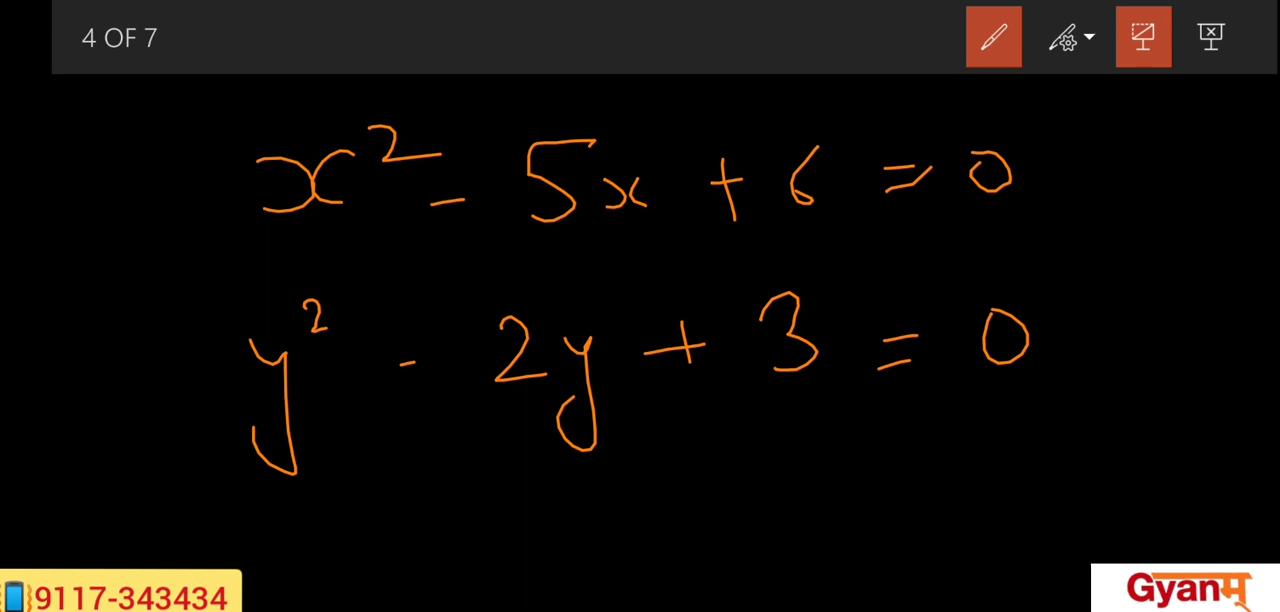 4 OF 7
x² - 5x + 6 = 0
y² - 2y + 3 = 0
9117-343434
Gyanम्